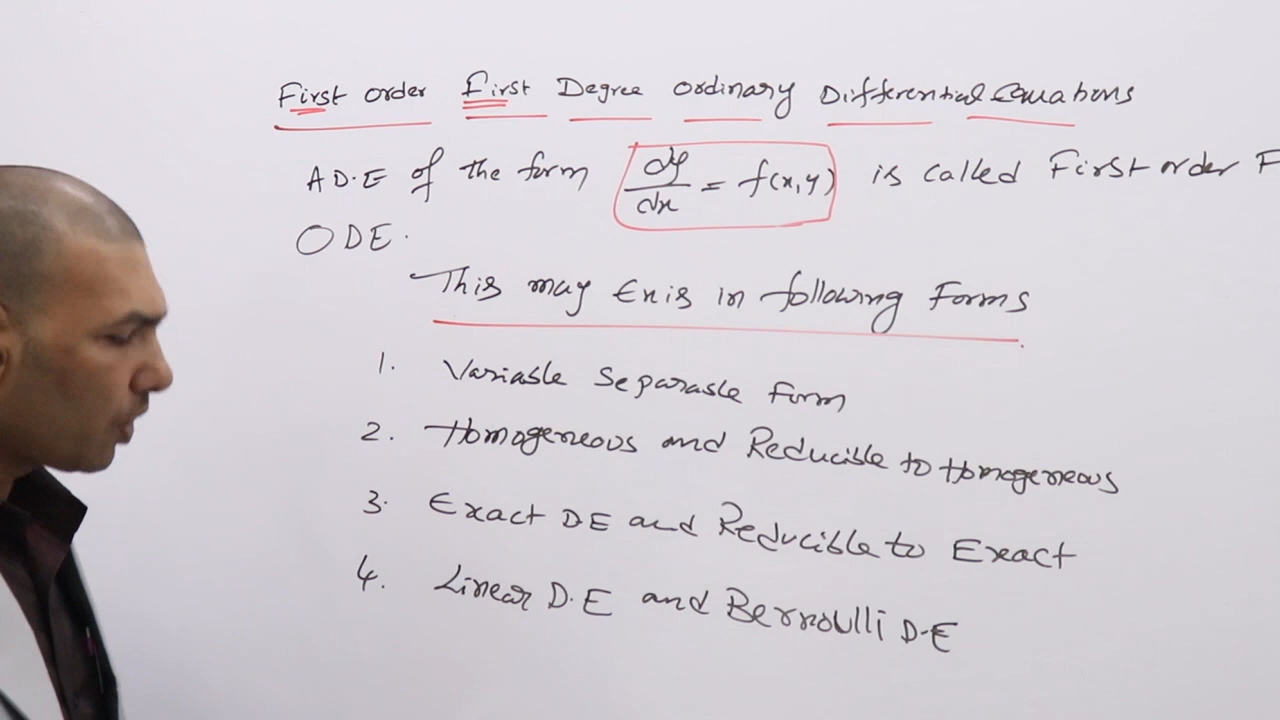 First order First Degree ordinary Differential Equations
A D.E of the form dy/dx = f(x,y) is called First order F
ODE.
This may Exis in following Forms
1. Variable Separable Form
2. Homogeneous and Reducible to Homogeneous
3. Exact DE and Reducible to Exact
4. Linear D.E and Bernoulli D.E